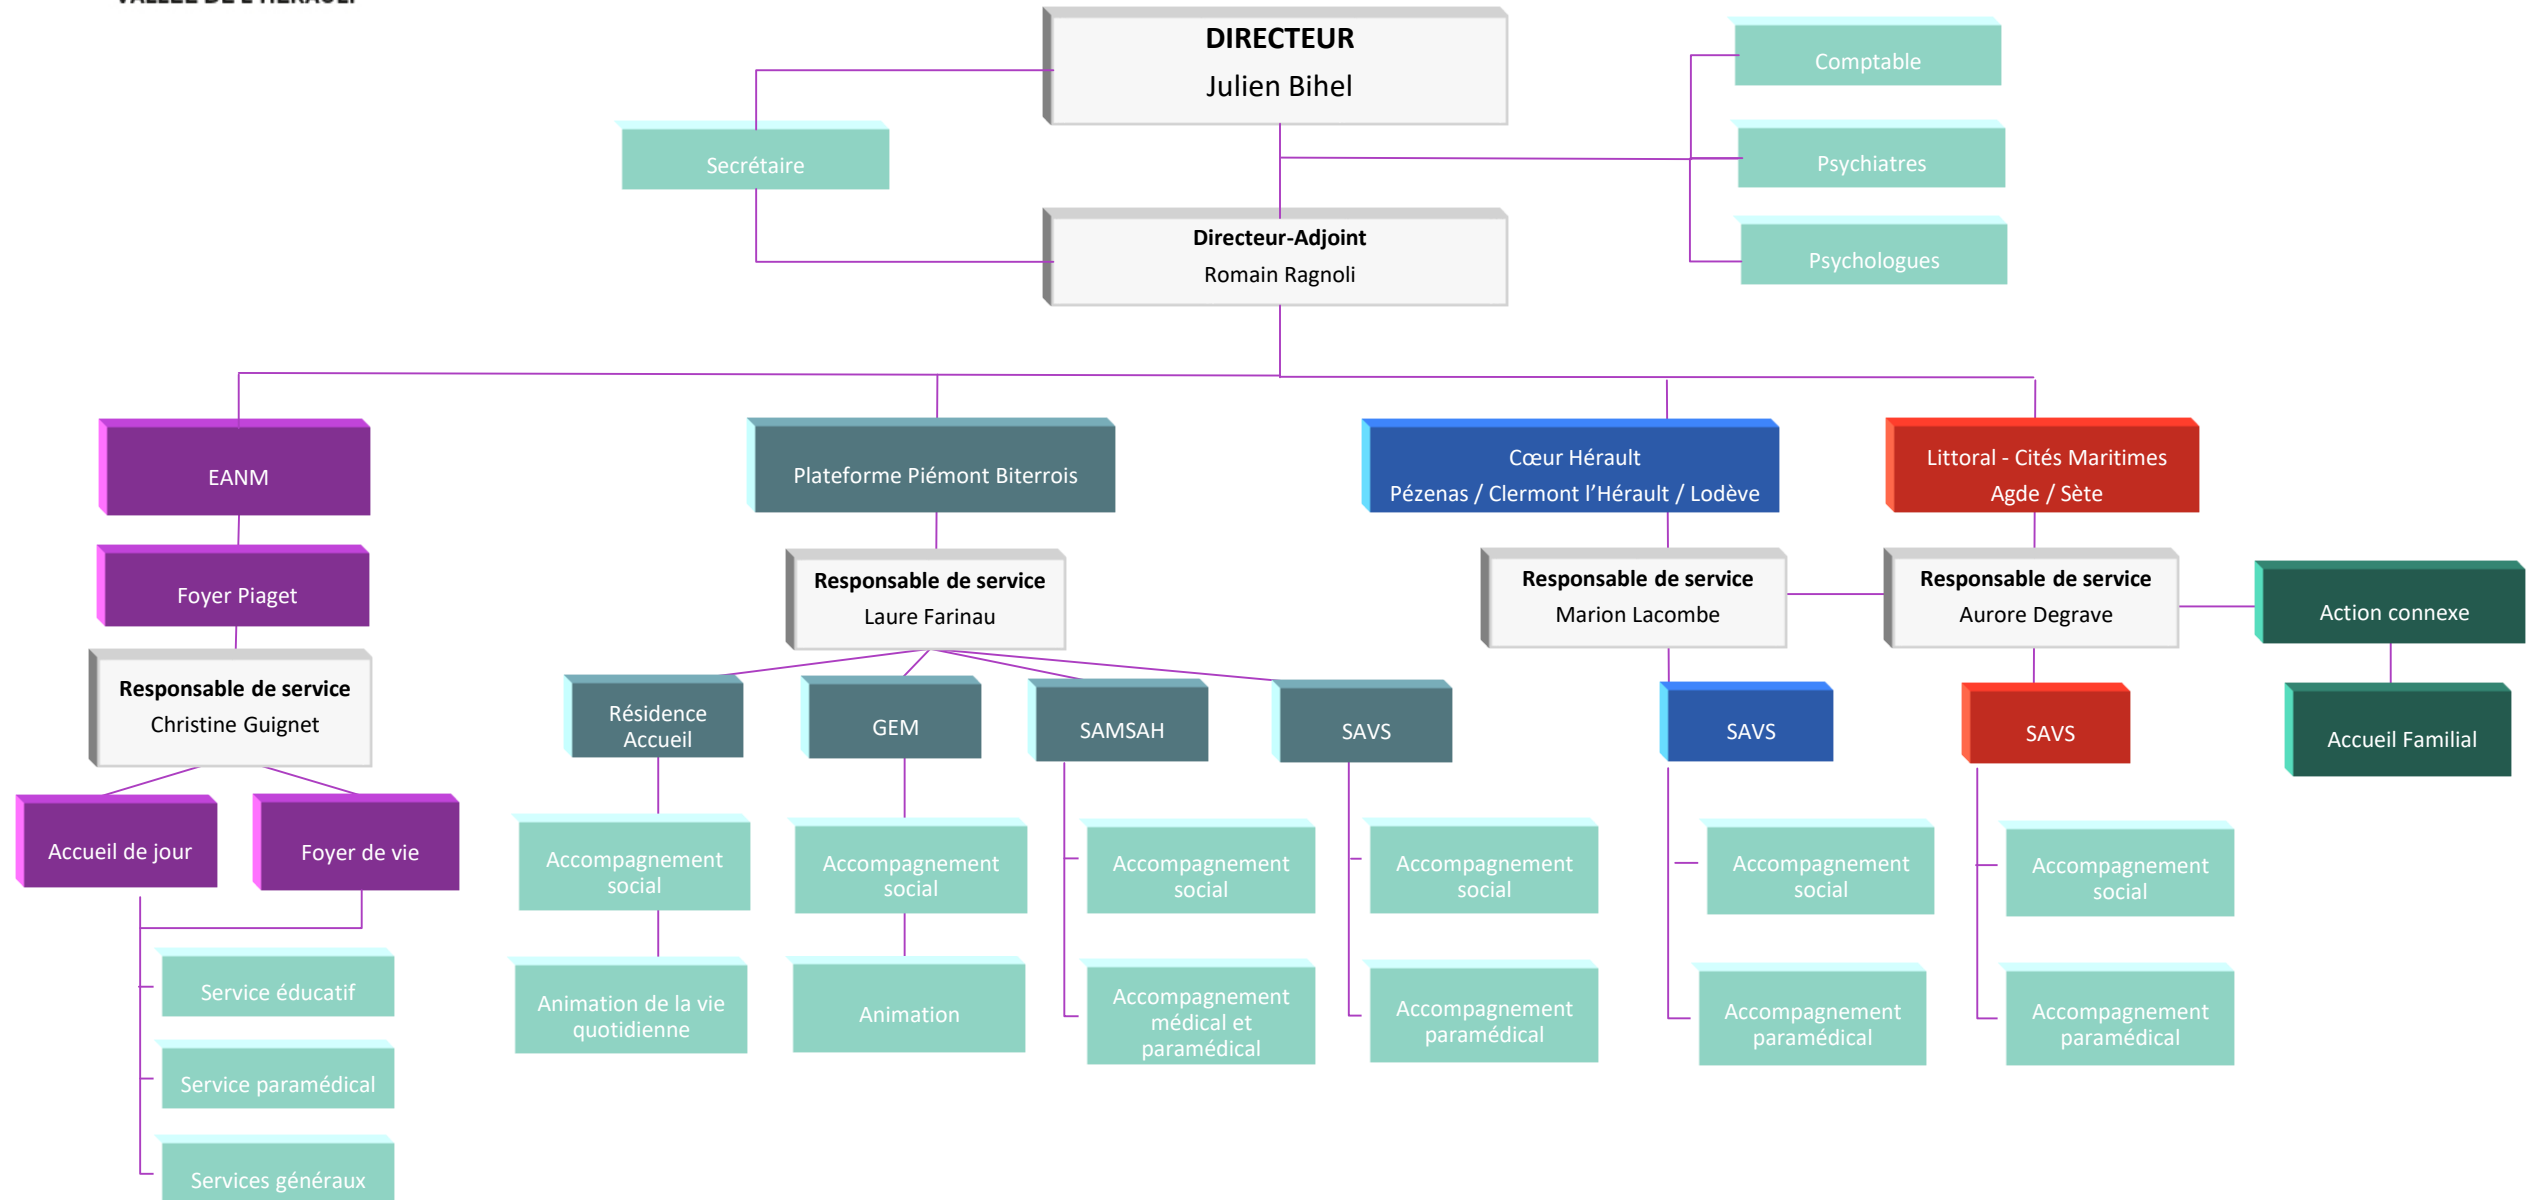 VALLÉE DE L'HÉRAULT
DIRECTEUR
Julien Bihel
Comptable
Secrétaire
Psychiatres
Directeur-Adjoint
Romain Ragnoli
Psychologues
EANM
Plateforme Piémont Biterrois
Cœur Hérault
Pézenas / Clermont l’Hérault / Lodève
Littoral - Cités Maritimes
Agde / Sète
Foyer Piaget
Responsable de service
Laure Farinau
Responsable de service
Marion Lacombe
Responsable de service
Aurore Degrave
Action connexe
Responsable de service
Christine Guignet
Résidence
Accueil
GEM
SAMSAH
SAVS
SAVS
SAVS
Accueil Familial
Accueil de jour
Foyer de vie
Accompagnement
social
Accompagnement
social
Accompagnement
social
Accompagnement
social
Accompagnement
social
Accompagnement
social
Service éducatif
Animation de la vie
quotidienne
Animation
Accompagnement
médical et
paramédical
Accompagnement
paramédical
Accompagnement
paramédical
Accompagnement
paramédical
Service paramédical
Services généraux